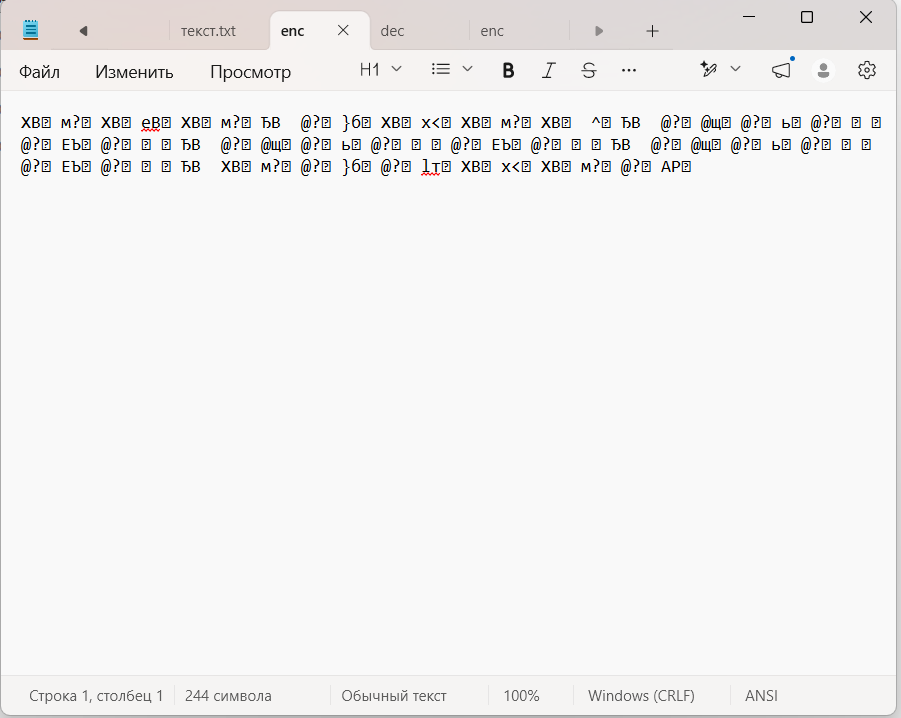 текст.txt enc dec enc
Файл Изменить Просмотр H1 B I S
ХВ м? ХВ еВ ХВ м? ЂВ @? }б ХВ х< ХВ м? ХВ ^ ЂВ @? @щ @? ь @?
@? ЕЪ @? ЂВ @? @щ @? ь @? @? ЕЪ @? ЂВ @? @щ @? ь @?
@? ЕЪ @? ЂВ ХВ м? @? }б @? lт ХВ х< ХВ м? @? АР
Строка 1, столбец 1 244 символа Обычный текст 100% Windows (CRLF) ANSI